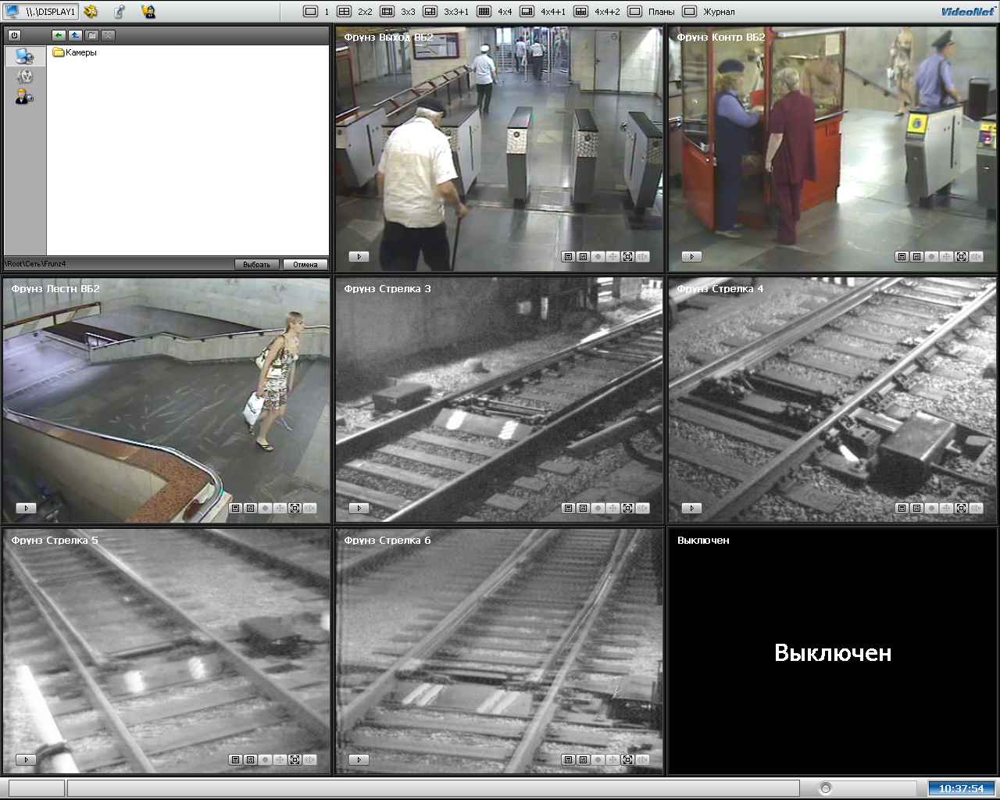 \\.\DISPLAY1
1
2x2
3x3
3x3+1
4x4
4x4+1
4x4+2
Планы
Журнал
VideoNet
Камеры
\Root\Сеть\Frunz4
Выбрать
Отмена
Фрунз Выход ВБ2
Фрунз Контр ВБ2
Фрунз Лестн ВБ2
Фрунз Стрелка 3
Фрунз Стрелка 4
Фрунз Стрелка 5
Фрунз Стрелка 6
Выключен
Выключен
10:37:54